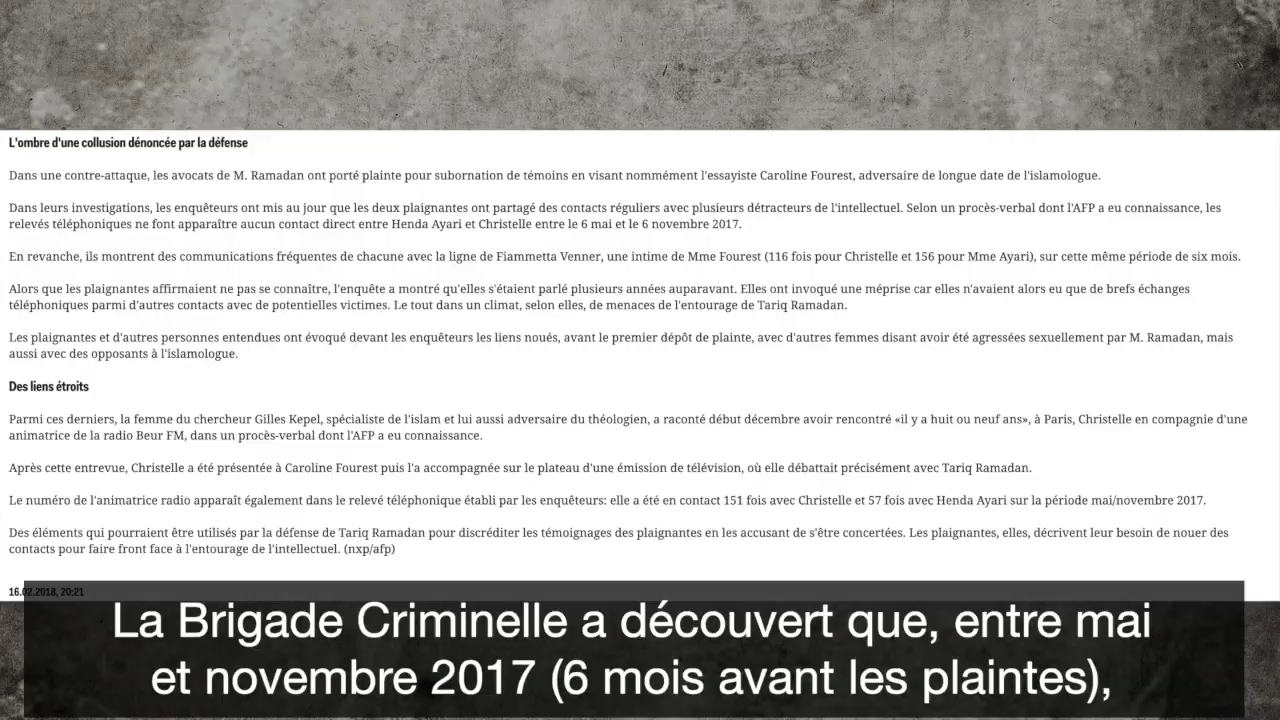 L'ombre d'une collusion dénoncée par la défense
Dans une contre-attaque, les avocats de M. Ramadan ont porté plainte pour subornation de témoins en visant nommément l'essayiste Caroline Fourest, adversaire de longue date de l'islamologue.
Dans leurs investigations, les enquêteurs ont mis au jour que les deux plaignantes ont partagé des contacts réguliers avec plusieurs détracteurs de l'intellectuel. Selon un procès-verbal dont l'AFP a eu connaissance, les
relevés téléphoniques ne font apparaître aucun contact direct entre Henda Ayari et Christelle entre le 6 mai et le 6 novembre 2017.
En revanche, ils montrent des communications fréquentes de chacune avec la ligne de Fiammetta Venner, une intime de Mme Fourest (116 fois pour Christelle et 156 pour Mme Ayari), sur cette même période de six mois.
Alors que les plaignantes affirmaient ne pas se connaître, l'enquête a montré qu'elles s'étaient parlé plusieurs années auparavant. Elles ont invoqué une méprise car elles n'avaient alors eu que de brefs échanges
téléphoniques parmi d'autres contacts avec de potentielles victimes. Le tout dans un climat, selon elles, de menaces de l'entourage de Tariq Ramadan.
Les plaignantes et d'autres personnes entendues ont évoqué devant les enquêteurs les liens noués, avant le premier dépôt de plainte, avec d'autres femmes disant avoir été agressées sexuellement par M. Ramadan, mais
aussi avec des opposants à l'islamologue.
Des liens étroits
Parmi ces derniers, la femme du chercheur Gilles Kepel, spécialiste de l'islam et lui aussi adversaire du théologien, a raconté début décembre avoir rencontré «il y a huit ou neuf ans», à Paris, Christelle en compagnie d'une
animatrice de la radio Beur FM, dans un procès-verbal dont l'AFP a eu connaissance.
Après cette entrevue, Christelle a été présentée à Caroline Fourest puis l'a accompagnée sur le plateau d'une émission de télévision, où elle débattait précisément avec Tariq Ramadan.
Le numéro de l'animatrice radio apparaît également dans le relevé téléphonique établi par les enquêteurs: elle a été en contact 151 fois avec Christelle et 57 fois avec Henda Ayari sur la période mai/novembre 2017.
Des éléments qui pourraient être utilisés par la défense de Tariq Ramadan pour discréditer les témoignages des plaignantes en les accusant de s'être concertées. Les plaignantes, elles, décrivent leur besoin de nouer des
contacts pour faire front face à l'entourage de l'intellectuel. (nxp/afp)
16.02.2018, 20:21
La Brigade Criminelle a découvert que, entre mai
et novembre 2017 (6 mois avant les plaintes),